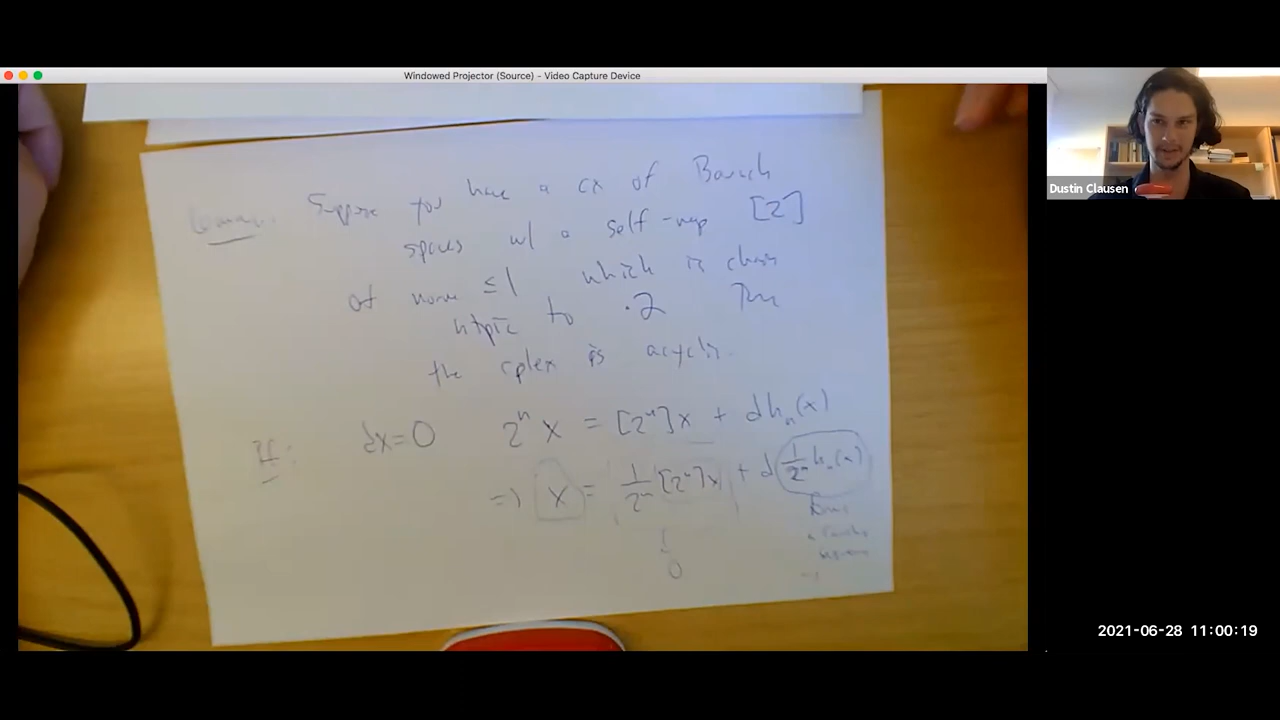 Windowed Projector (Source) – Video Capture Device
Dustin Clausen
Suppose you have a cx of Banach
spaces w/ a self-map [2]
of norm ≤1 which is chain
htpic to ·2 Then
the cplex is acyclic.
Pf: dx=0 2ⁿx = [2ⁿ]x + dhₙ(x)
=> x = 1/2ⁿ [2ⁿ]x + d 1/2ⁿ hₙ(x)
0
2021-06-28 11:00:19